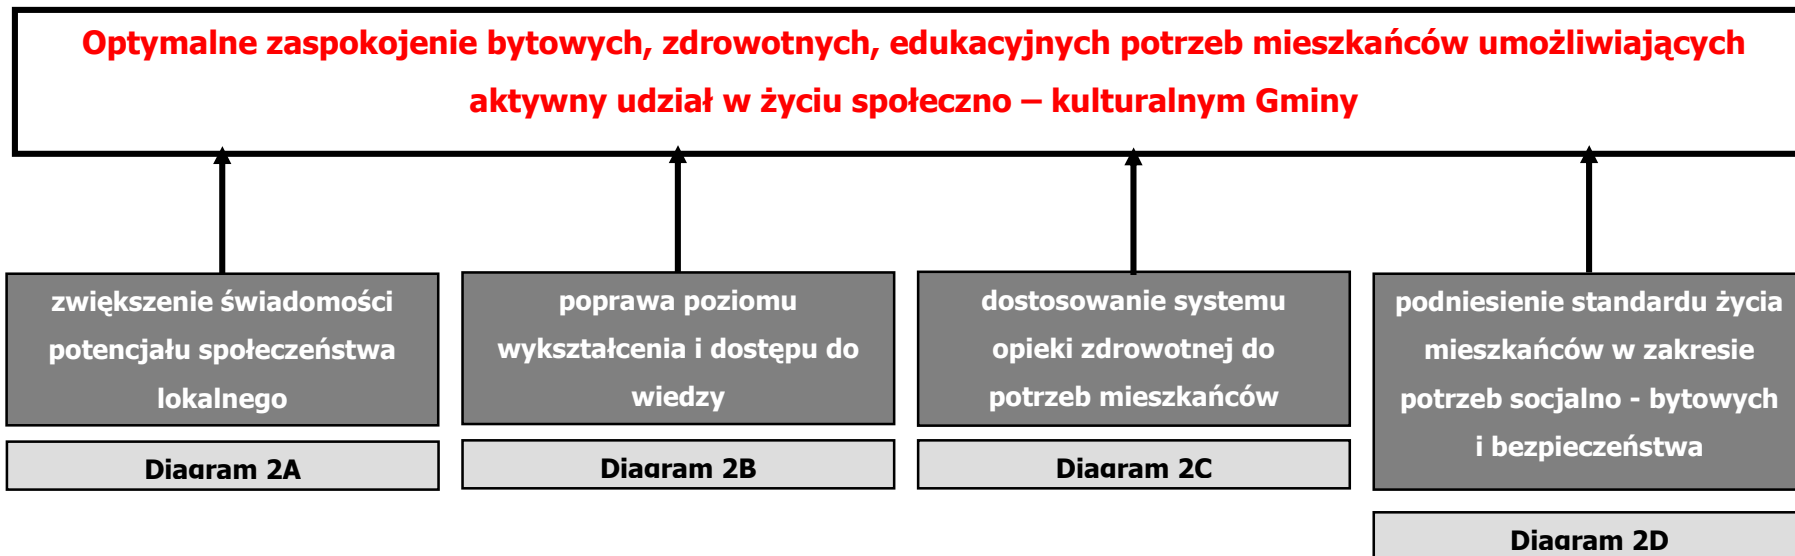 Optymalne zaspokojenie bytowych, zdrowotnych, edukacyjnych potrzeb mieszkańców umożliwiających
aktywny udział w życiu społeczno – kulturalnym Gminy
zwiększenie świadomości
potencjału społeczeństwa
lokalnego
Diagram 2A
poprawa poziomu
wykształcenia i dostępu do
wiedzy
Diagram 2B
dostosowanie systemu
opieki zdrowotnej do
potrzeb mieszkańców
Diagram 2C
podniesienie standardu życia
mieszkańców w zakresie
potrzeb socjalno - bytowych
i bezpieczeństwa
Diagram 2D